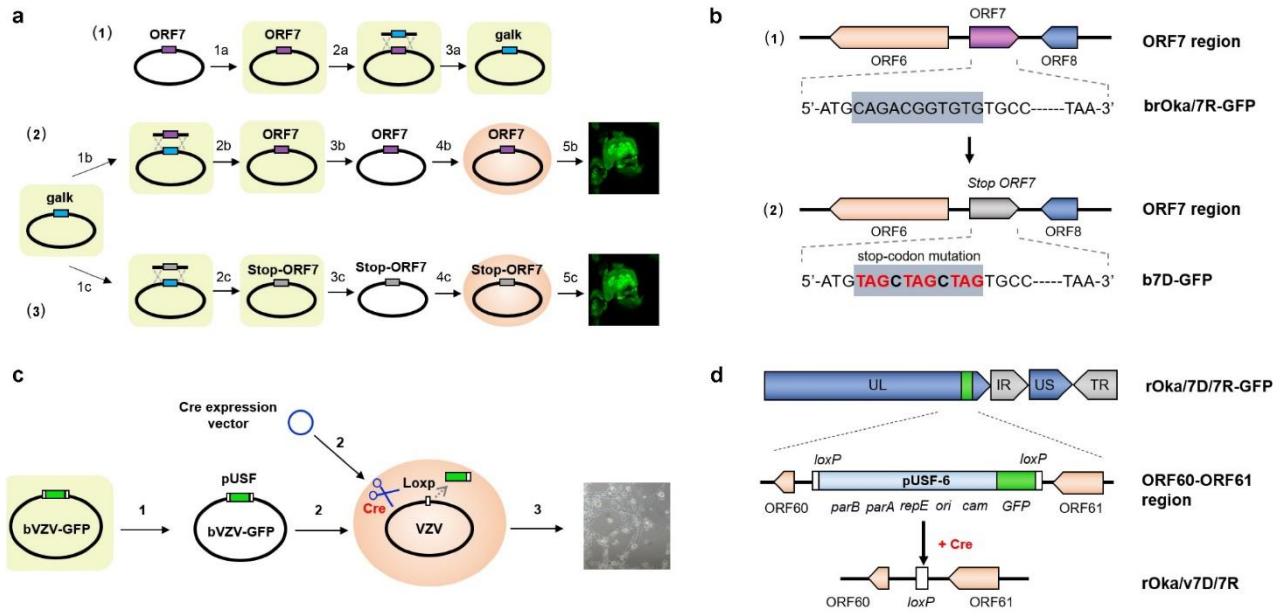 a
(1)
ORF7
1a
ORF7
2a
3a
galk
(2)
1b
2b
ORF7
3b
ORF7
4b
ORF7
5b
galk
(3)
1c
2c
Stop-ORF7
3c
Stop-ORF7
4c
Stop-ORF7
5c
b
(1)
ORF7
ORF6
ORF8
ORF7 region
5'-ATGCAGACGGTGTGTGCC------TAA-3'
brOka/7R-GFP
(2)
Stop ORF7
ORF6
ORF8
ORF7 region
stop-codon mutation
5'-ATGTAGCTAGCTAGTGCC------TAA-3'
b7D-GFP
c
Cre expression
vector
2
bVZV-GFP
1
pUSF
bVZV-GFP
2
Cre
Loxp
VZV
3
d
UL
IR
US
TR
rOka/7D/7R-GFP
loxP
loxP
pUSF-6
ORF60
parB parA repE ori cam GFP
ORF61
ORF60-ORF61
region
+ Cre
ORF60
loxP
ORF61
rOka/v7D/7R